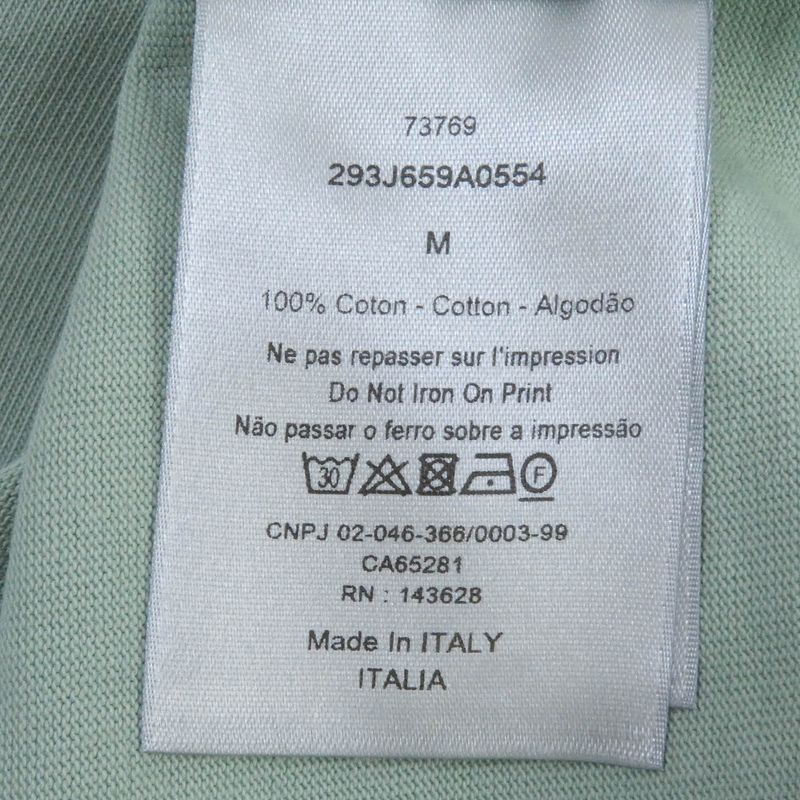 73769
293J659A0554
M
100% Coton - Cotton - Algodão
Ne pas repasser sur l'impression
Do Not Iron On Print
Não passar o ferro sobre a impressão
30 F
CNPJ 02-046-366/0003-99
CA65281
RN : 143628
Made In ITALY
ITALIA